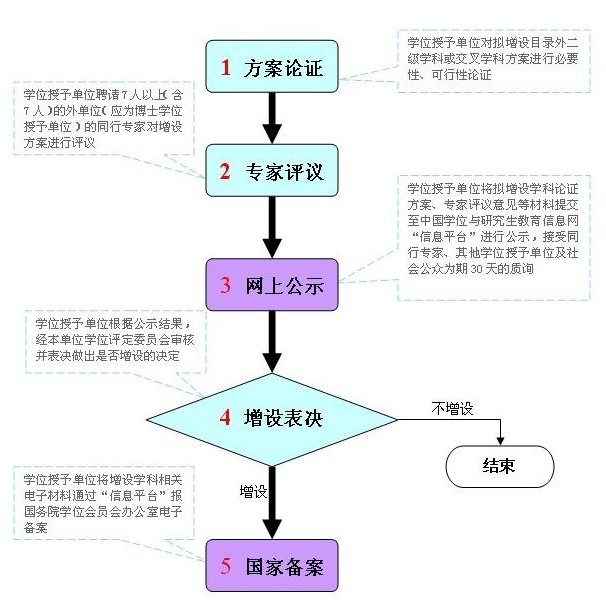 1 方案论证
学位授予单位对拟增设目录外二
级学科或交叉学科方案进行必要
性、可行性论证
学位授予单位聘请7人以上(含
7人)的外单位(应为博士学位
授予单位)的同行专家对增设
方案进行评议
2 专家评议
学位授予单位将拟增设学科论证
方案、专家评议意见等材料提交
至中国学位与研究生教育信息网
“信息平台”进行公示，接受同
行专家、其他学位授予单位及社
会公众为期30天的质询
3 网上公示
学位授予单位根据公示结果，
经本单位学位评定委员会审核
并表决做出是否增设的决定
4 增设表决
不增设
结束
学位授予单位将增设学科相关
电子材料通过“信息平台”报
国务院学位会员会办公室电子
备案
增设
5 国家备案